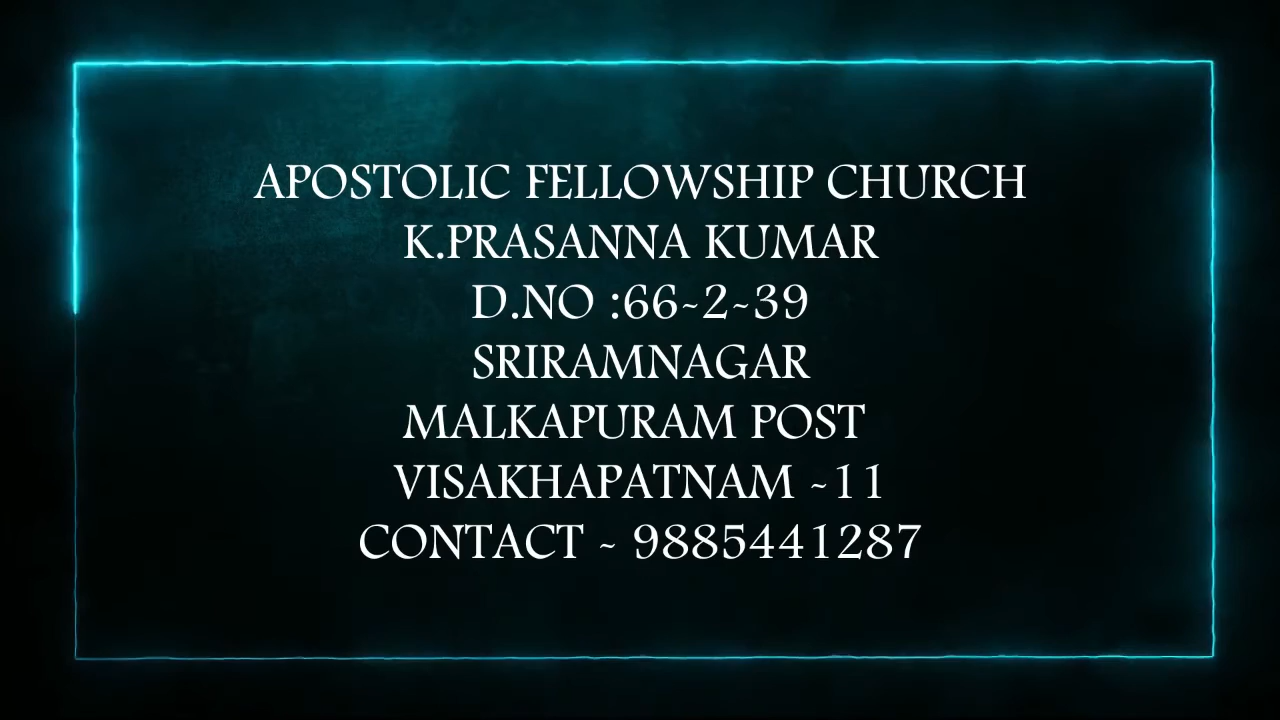 APOSTOLIC FELLOWSHIP CHURCH
K.PRASANNA KUMAR
D.NO :66-2-39
SRIRAMNAGAR
MALKAPURAM POST
VISAKHAPATNAM -11
CONTACT - 9885441287